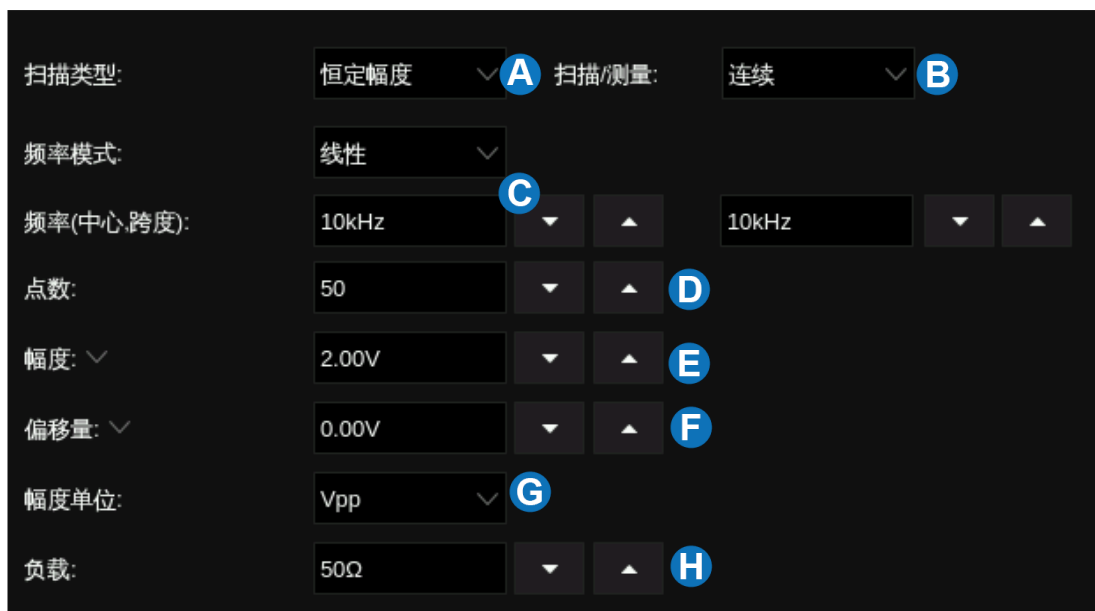 扫描类型: 恒定幅度 A 扫描/测量: 连续 B
频率模式: 线性
C
频率(中心,跨度): 10kHz 10kHz
点数: 50 D
幅度: 2.00V E
偏移量: 0.00V F
幅度单位: Vpp G
负载: 50Ω H